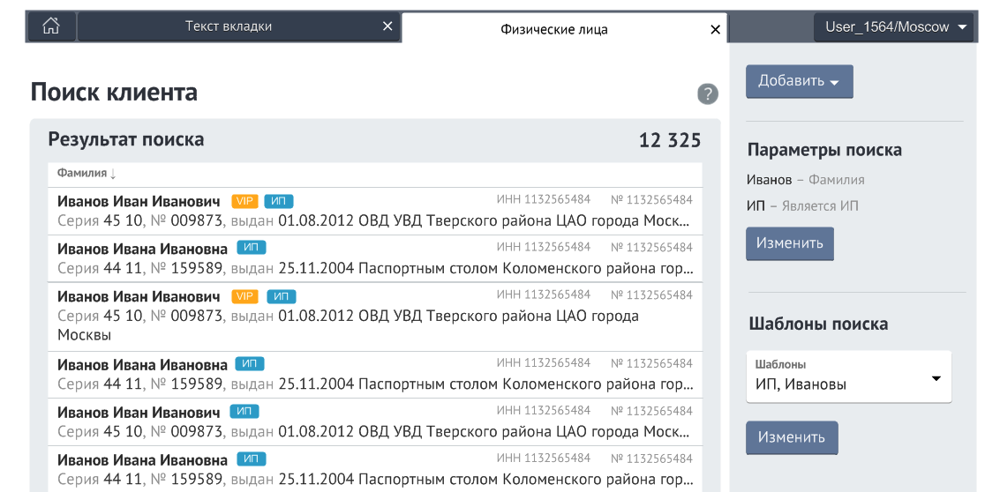 Текст вкладки
Физические лица
User_1564/Moscow
Поиск клиента
?
Результат поиска 12 325
Фамилия ↓
Иванов Иван Иванович VIP ИП ИНН 1132565484 № 1132565484
Серия 45 10, № 009873, выдан 01.08.2012 ОВД УВД Тверского района ЦАО города Моск...
Иванов Ивана Ивановна ИП ИНН 1132565484 № 1132565484
Серия 44 11, № 159589, выдан 25.11.2004 Паспортным столом Коломенского района гор...
Иванов Иван Иванович VIP ИП ИНН 1132565484 № 1132565484
Серия 45 10, № 009873, выдан 01.08.2012 ОВД УВД Тверского района ЦАО города
Москвы
Иванов Ивана Ивановна ИП ИНН 1132565484 № 1132565484
Серия 44 11, № 159589, выдан 25.11.2004 Паспортным столом Коломенского района гор...
Иванов Иван Иванович ИП ИНН 1132565484 № 1132565484
Серия 45 10, № 009873, выдан 01.08.2012 ОВД УВД Тверского района ЦАО города Моск...
Иванов Ивана Ивановна ИП ИНН 1132565484 № 1132565484
Серия 44 11, № 159589, выдан 25.11.2004 Паспортным столом Коломенского района гор...
Добавить
Параметры поиска
Иванов – Фамилия
ИП – Является ИП
Изменить
Шаблоны поиска
Шаблоны
ИП, Ивановы
Изменить